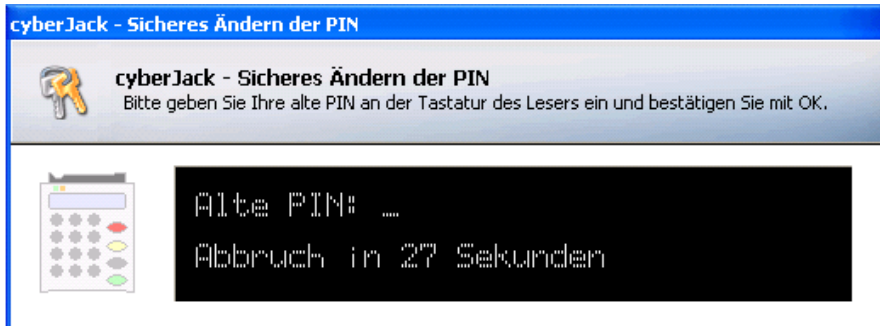 cyberJack - Sicheres Ändern der PIN
cyberJack - Sicheres Ändern der PIN
Bitte geben Sie Ihre alte PIN an der Tastatur des Lesers ein und bestätigen Sie mit OK.
Alte PIN: _
Abbruch in 27 Sekunden